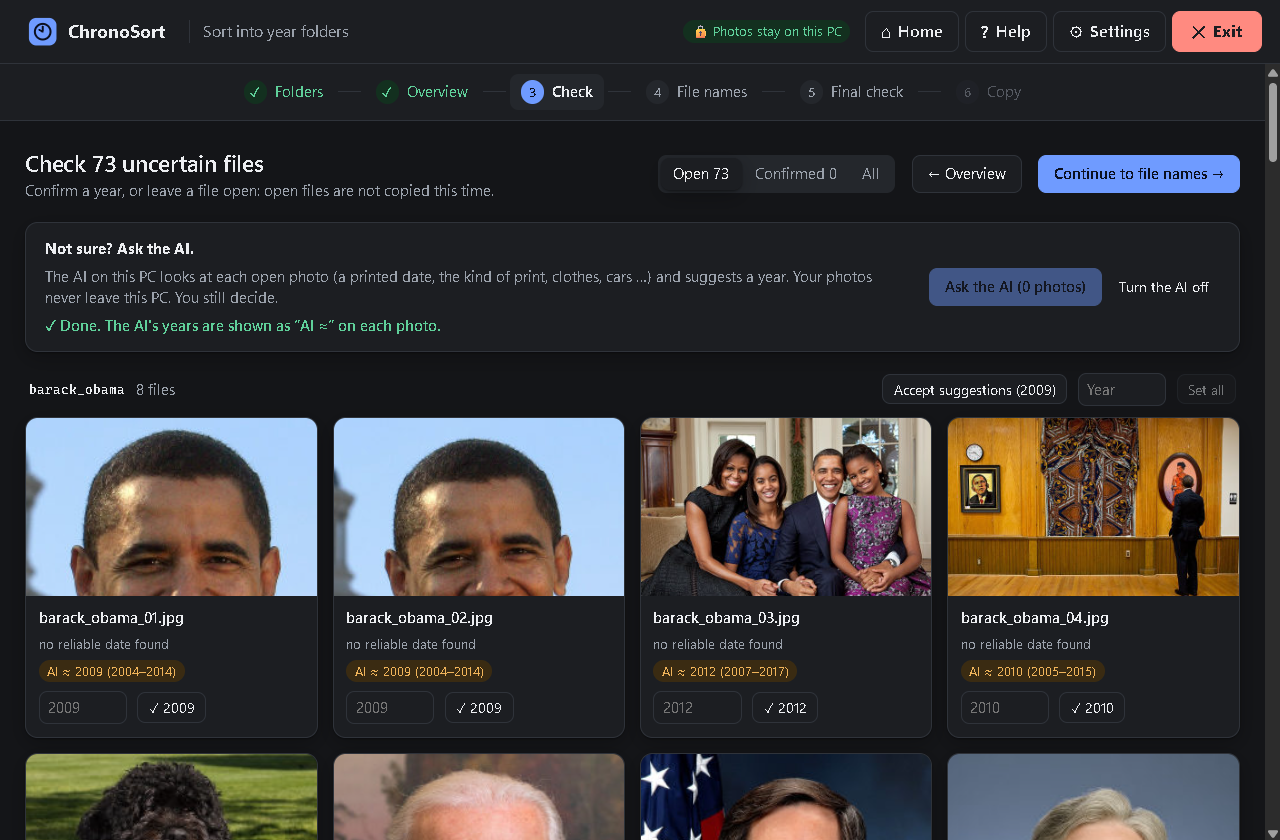 ChronoSort
Sort into year folders
Photos stay on this PC
Home
? Help
Settings
Exit
✓ Folders
✓ Overview
3 Check
4 File names
5 Final check
6 Copy
Check 73 uncertain files
Confirm a year, or leave a file open: open files are not copied this time.
Open 73
Confirmed 0
All
← Overview
Continue to file names →
Not sure? Ask the AI.
The AI on this PC looks at each open photo (a printed date, the kind of print, clothes, cars ...) and suggests a year. Your photos
never leave this PC. You still decide.
✓ Done. The AI's years are shown as “AI ≈” on each photo.
Ask the AI (0 photos)
Turn the AI off
barack_obama 8 files
Accept suggestions (2009)
Year
Set all
barack_obama_01.jpg
no reliable date found
AI ≈ 2009 (2004–2014)
2009
✓ 2009
barack_obama_02.jpg
no reliable date found
AI ≈ 2009 (2004–2014)
2009
✓ 2009
barack_obama_03.jpg
no reliable date found
AI ≈ 2012 (2007–2017)
2012
✓ 2012
barack_obama_04.jpg
no reliable date found
AI ≈ 2010 (2005–2015)
2010
✓ 2010